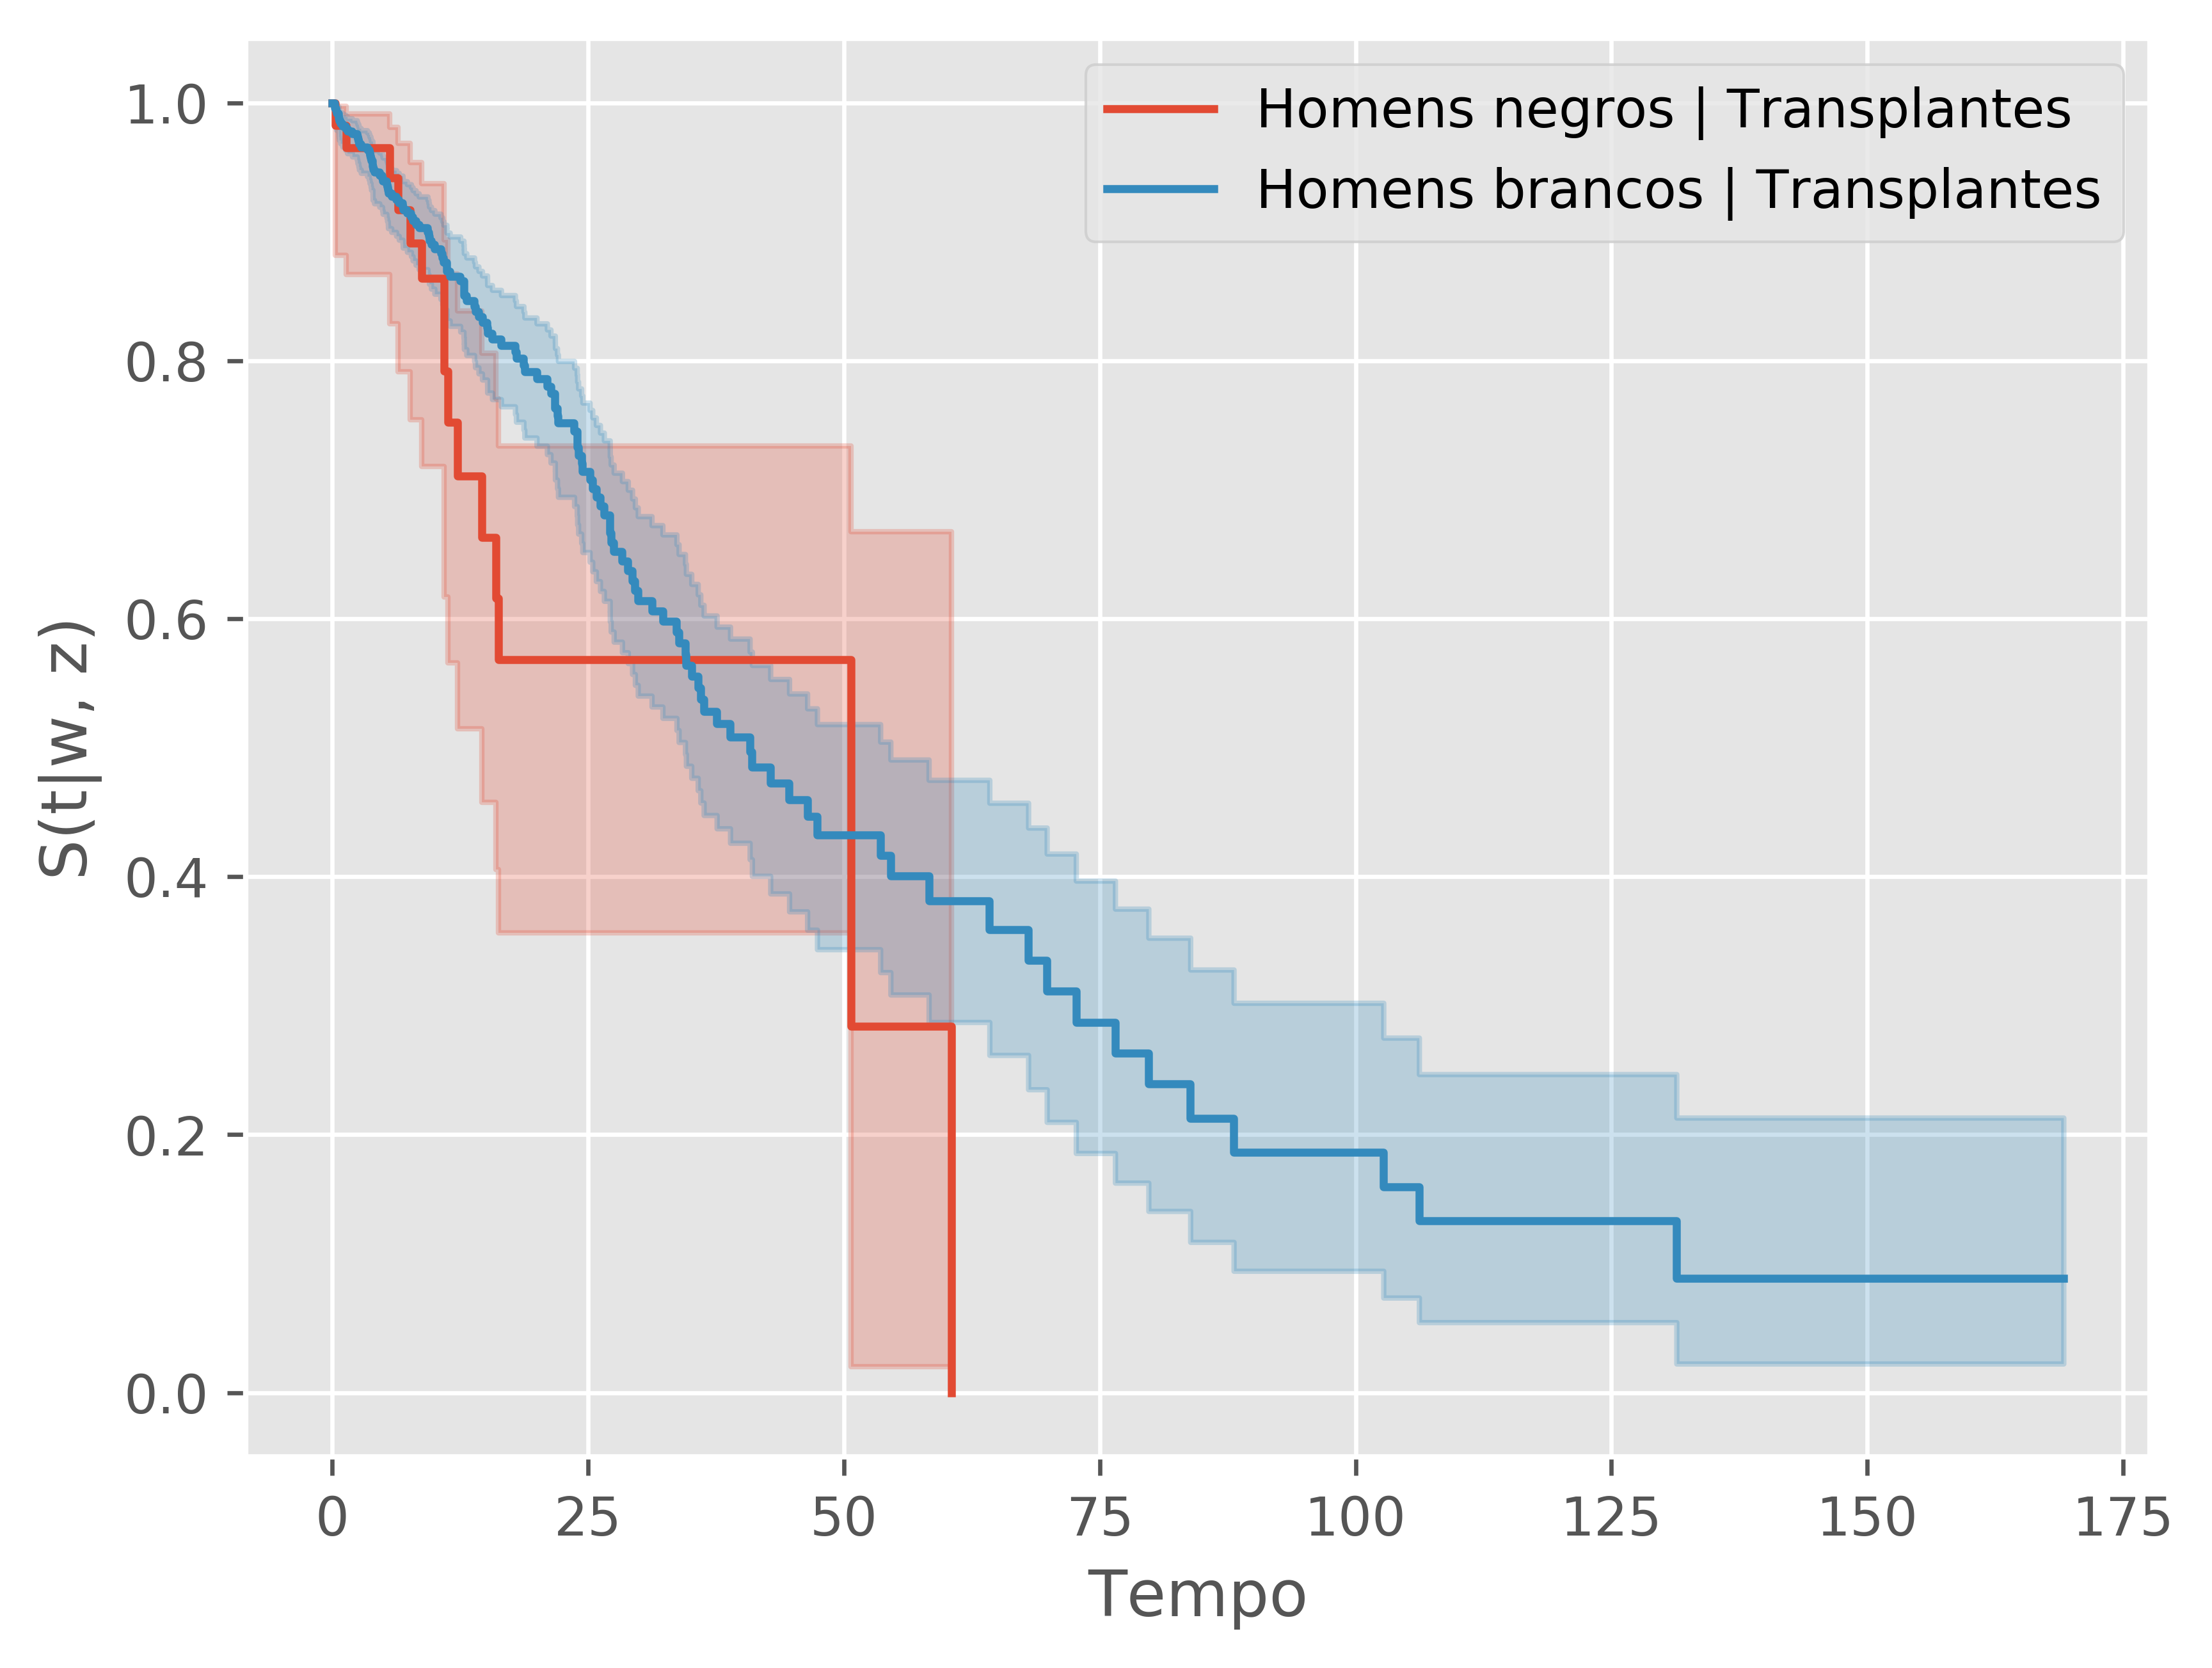 Homens negros | Transplantes
Homens brancos | Transplantes
S(t|w, z)
1.0
0.8
0.6
0.4
0.2
0.0
0 25 50 75 100 125 150 175
Tempo